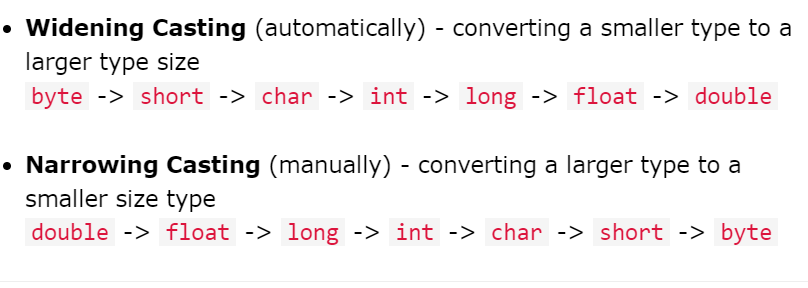 • Widening Casting (automatically) - converting a smaller type to a
larger type size
byte -> short -> char -> int -> long -> float -> double
• Narrowing Casting (manually) - converting a larger type to a
smaller size type
double -> float -> long -> int -> char -> short -> byte